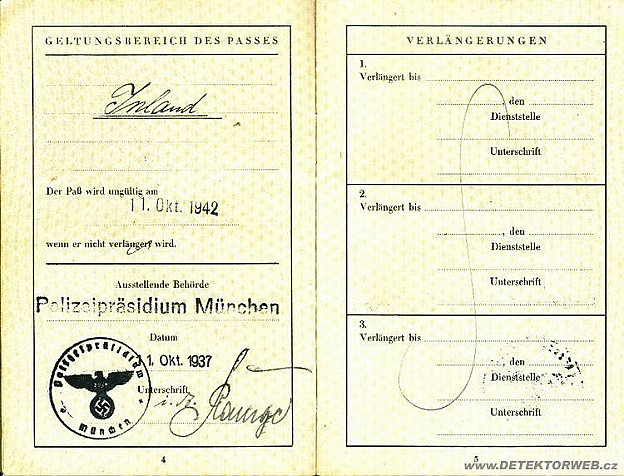 GELTUNGSBEREICH DES PASSES
Inland
Der Paß wird ungültig am
11. Okt. 1942
wenn er nicht verlängert wird.
Ausstellende Behörde
Polizeipräsidium München
Datum
11. Okt. 1937
Unterschrift
Polizeipräsidium
München
4
VERLÄNGERUNGEN
1.
Verlängert bis
, den
Dienststelle
Unterschrift
2.
Verlängert bis
, den
Dienststelle
Unterschrift
3.
Verlängert bis
den
Dienststelle
Unterschrift
5
www.DETEKTORWEB.cz